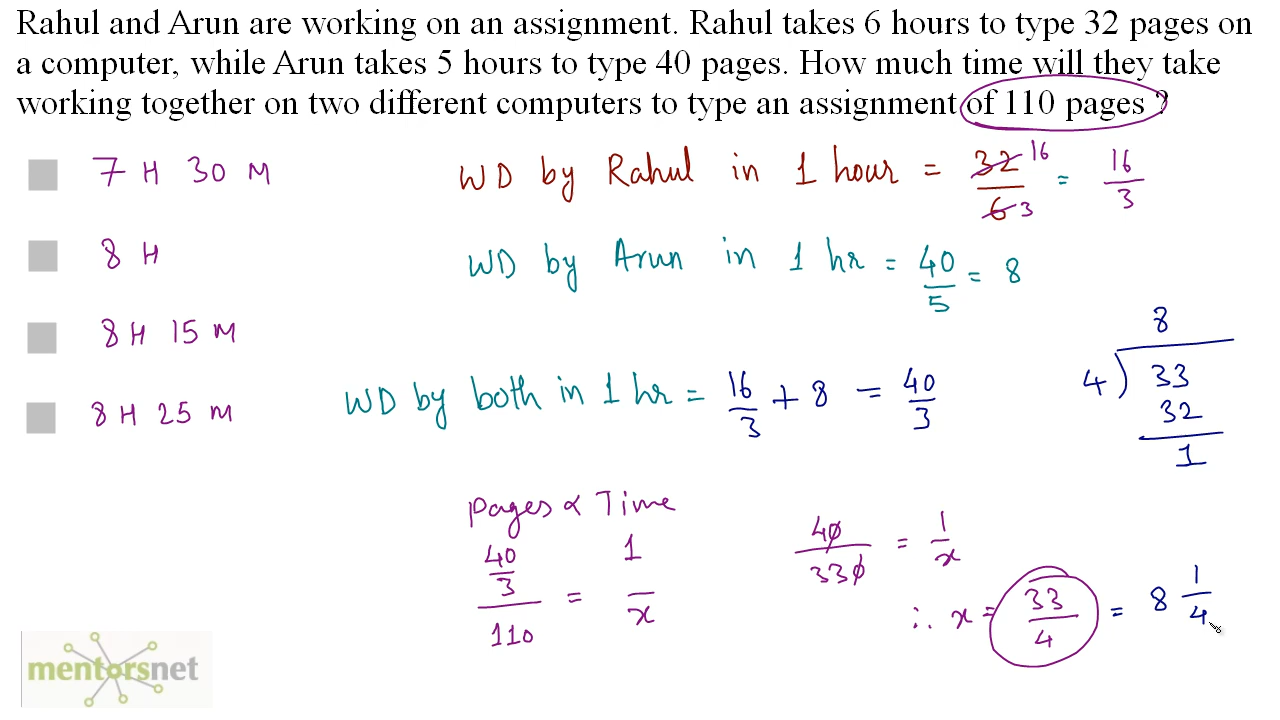 Rahul and Arun are working on an assignment. Rahul takes 6 hours to type 32 pages on
a computer, while Arun takes 5 hours to type 40 pages. How much time will they take
working together on two different computers to type an assignment of 110 pages ?
7 H 30 M
8 H
8 H 15 M
8 H 25 M
WD by Rahul in 1 hour = 32/6 16/3 = 16/3
WD by Arun in 1 hr = 40/5 = 8
WD by both in 1 hr = 16/3 + 8 = 40/3
8
4 ) 33
32
1
Pages ∝ Time
40/3 / 110 = 1/x
40/330 = 1/x
∴ x = 33/4 = 8 1/4
mentorsnet